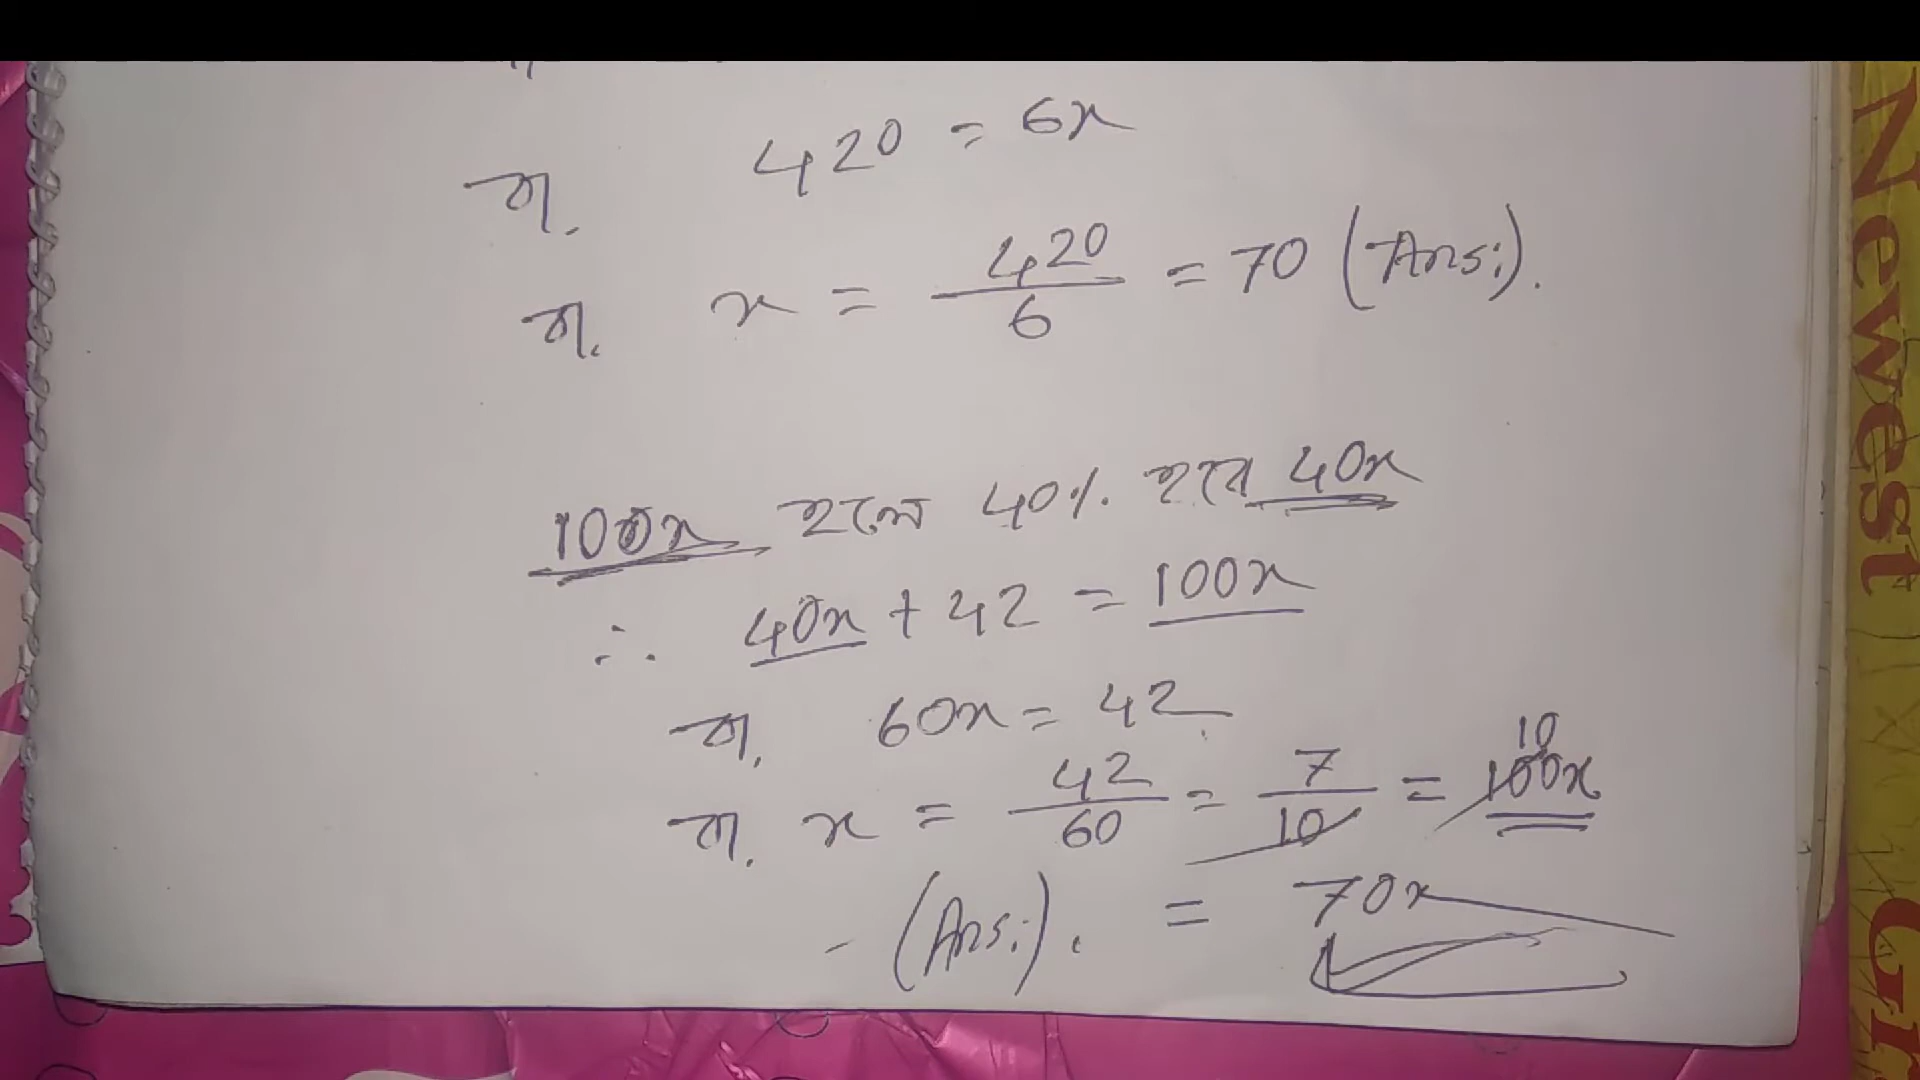 বা, 420 = 6x
বা, x = 420/6 = 70 (Ans:).
100x হলে 40% হবে 40x
∴ 40x + 42 = 100x
বা, 60x = 42
বা, x = 42/60 = 7/10 = 100x 10
(Ans:). = 70x
Newest